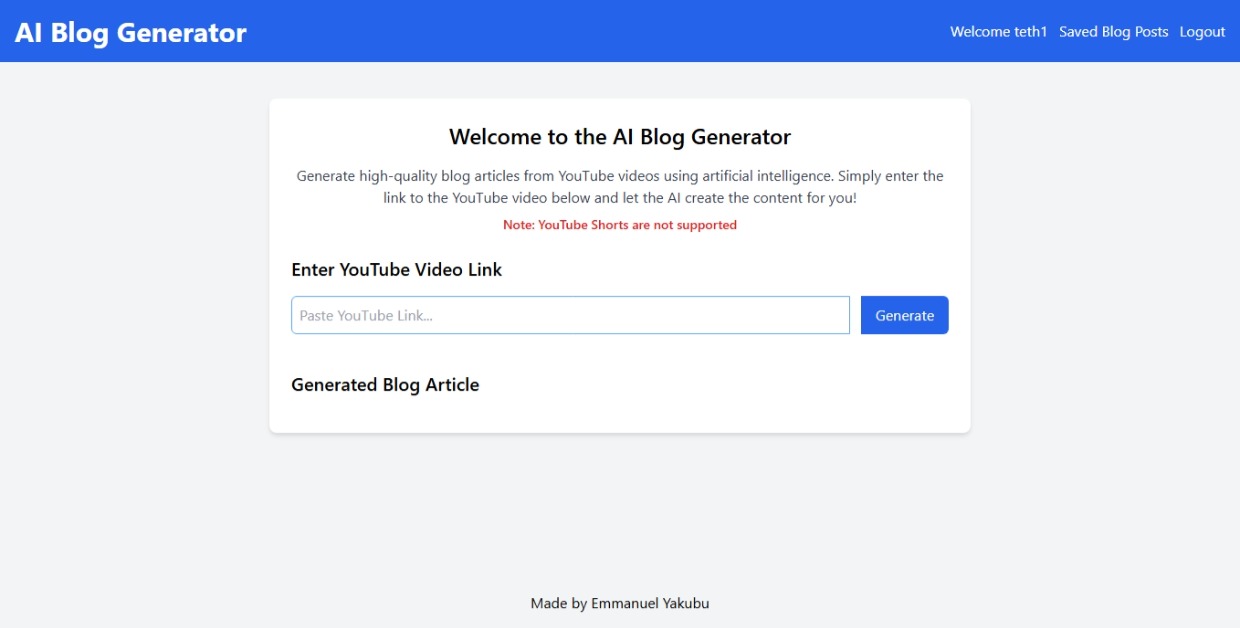 AI Blog Generator
Welcome teth1 Saved Blog Posts Logout
Welcome to the AI Blog Generator
Generate high-quality blog articles from YouTube videos using artificial intelligence. Simply enter the
link to the YouTube video below and let the AI create the content for you!
Note: YouTube Shorts are not supported
Enter YouTube Video Link
Paste YouTube Link...
Generate
Generated Blog Article
Made by Emmanuel Yakubu